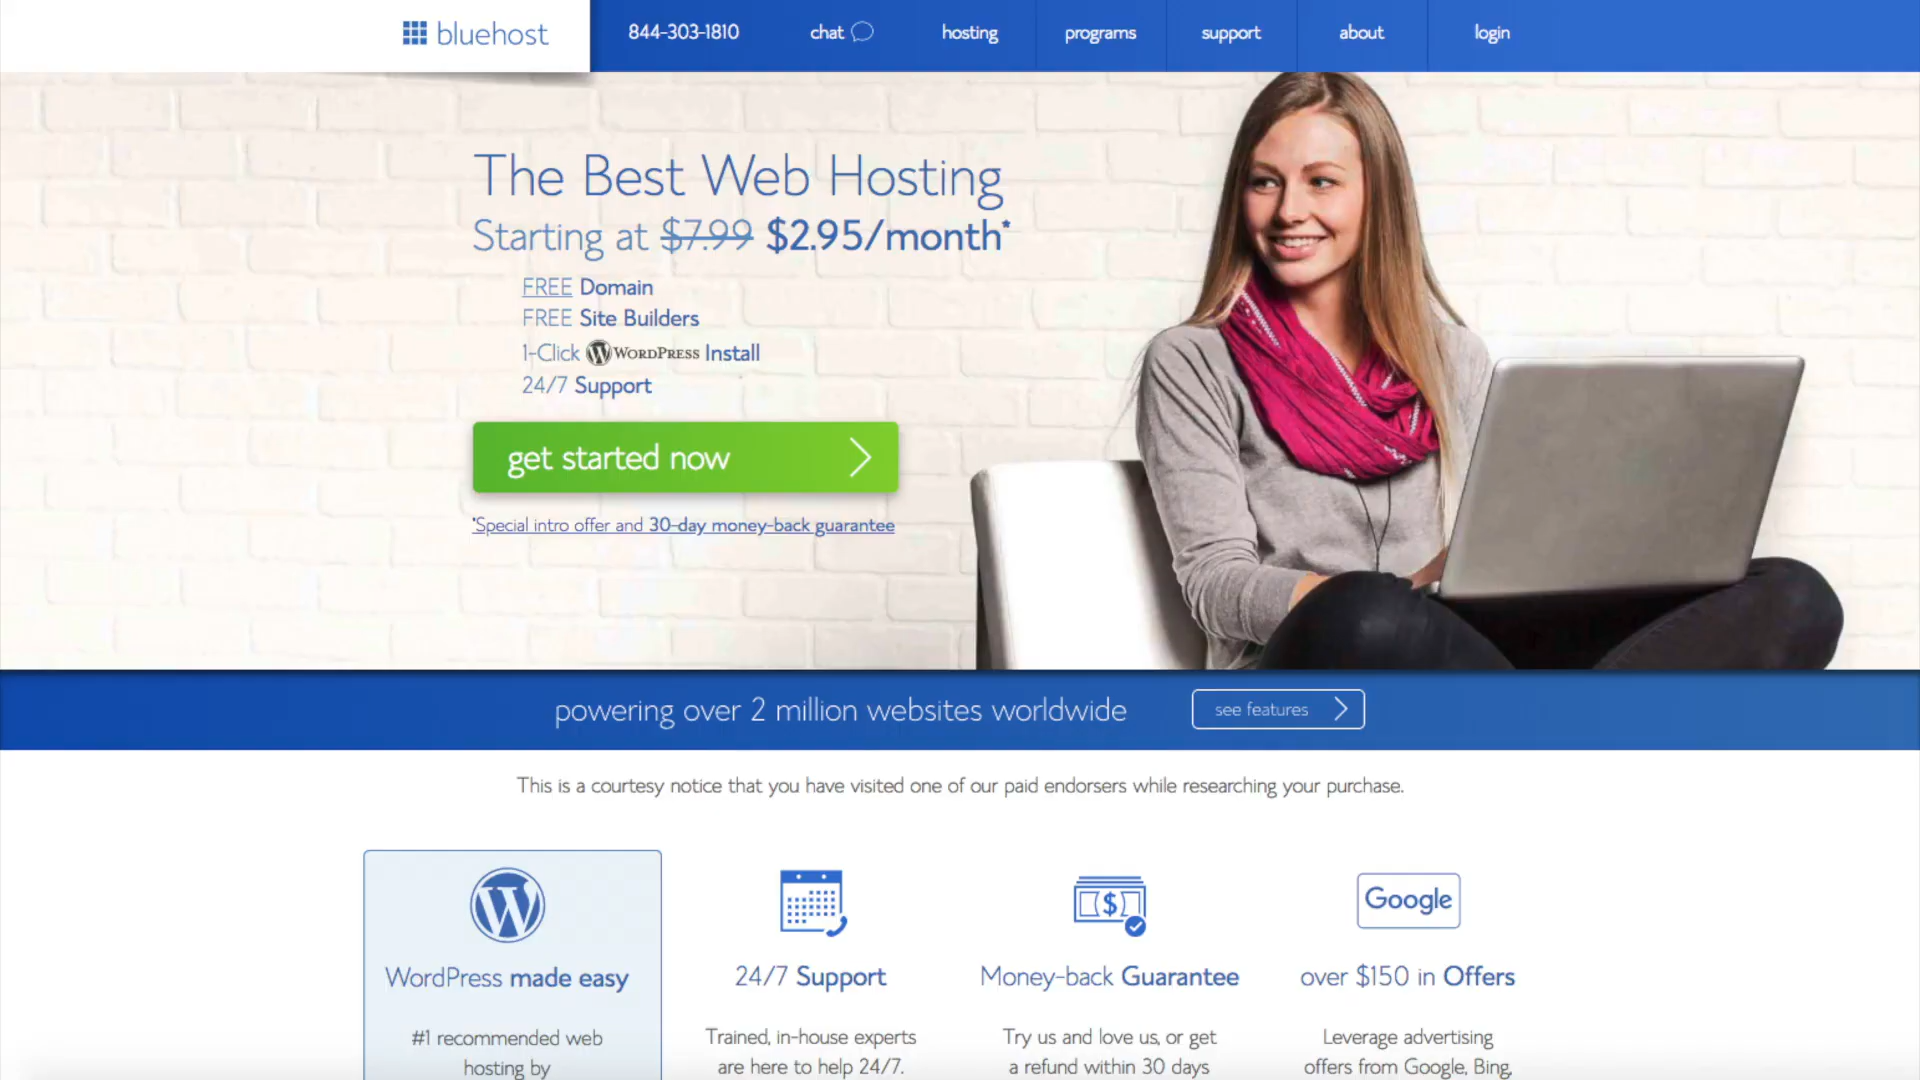 bluehost
844-303-1810
chat
hosting
programs
support
about
login
The Best Web Hosting
Starting at $7.99 $2.95/month*
FREE Domain
FREE Site Builders
1-Click WORDPRESS Install
24/7 Support
get started now
*Special intro offer and 30-day money-back guarantee
powering over 2 million websites worldwide
see features
This is a courtesy notice that you have visited one of our paid endorsers while researching your purchase.
WordPress made easy
#1 recommended web
hosting by
24/7 Support
Trained, in-house experts
are here to help 24/7.
$
Money-back Guarantee
Try us and love us, or get
a refund within 30 days
Google
over $150 in Offers
Leverage advertising
offers from Google, Bing,